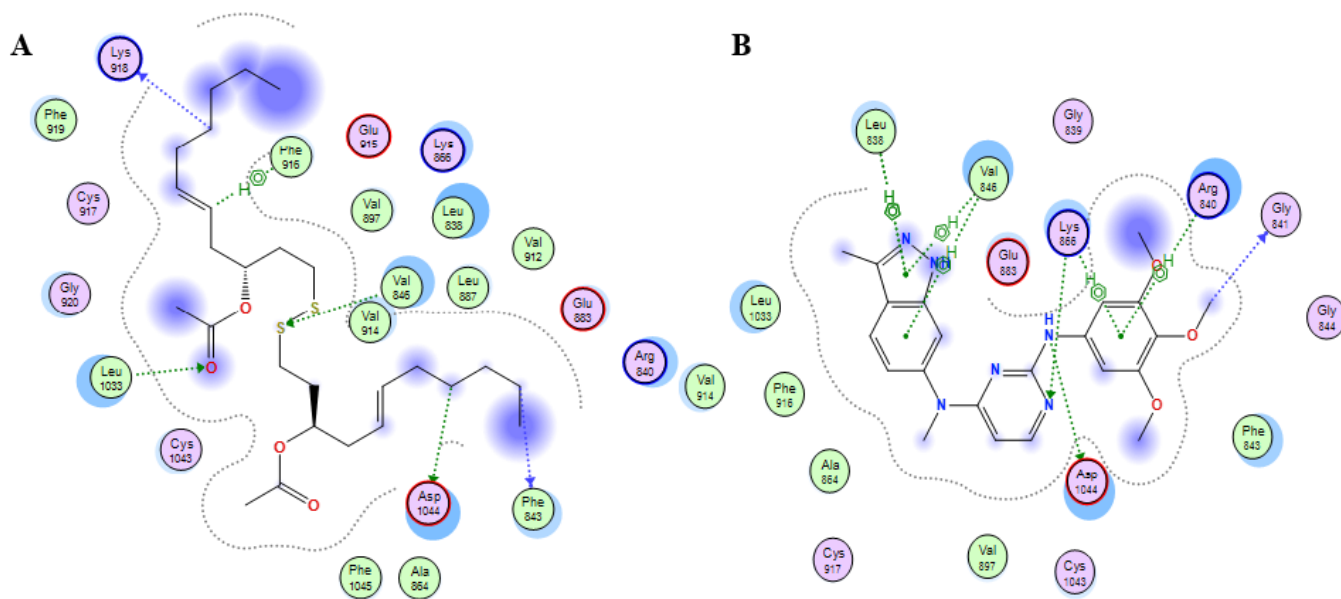 A
Lys
918
Phe
919
Phe
916
Glu
915
Lys
866
H
Cys
917
Val
897
Leu
838
Val
912
Gly
920
Val
846
Leu
887
O
S
S
Val
914
Glu
883
O
Leu
1033
Arg
840
Cys
1043
O
O
Asp
1044
Phe
843
Phe
1045
Ala
864
B
Leu
838
Gly
839
Val
846
H
Arg
840
Gly
841
H
Lys
866
N
NH
H
Glu
883
H
O
H
Leu
1033
Gly
844
H
N
O
Val
914
Phe
916
N
N
N
O
Phe
843
Ala
864
Asp
1044
Cys
917
Val
897
Cys
1043